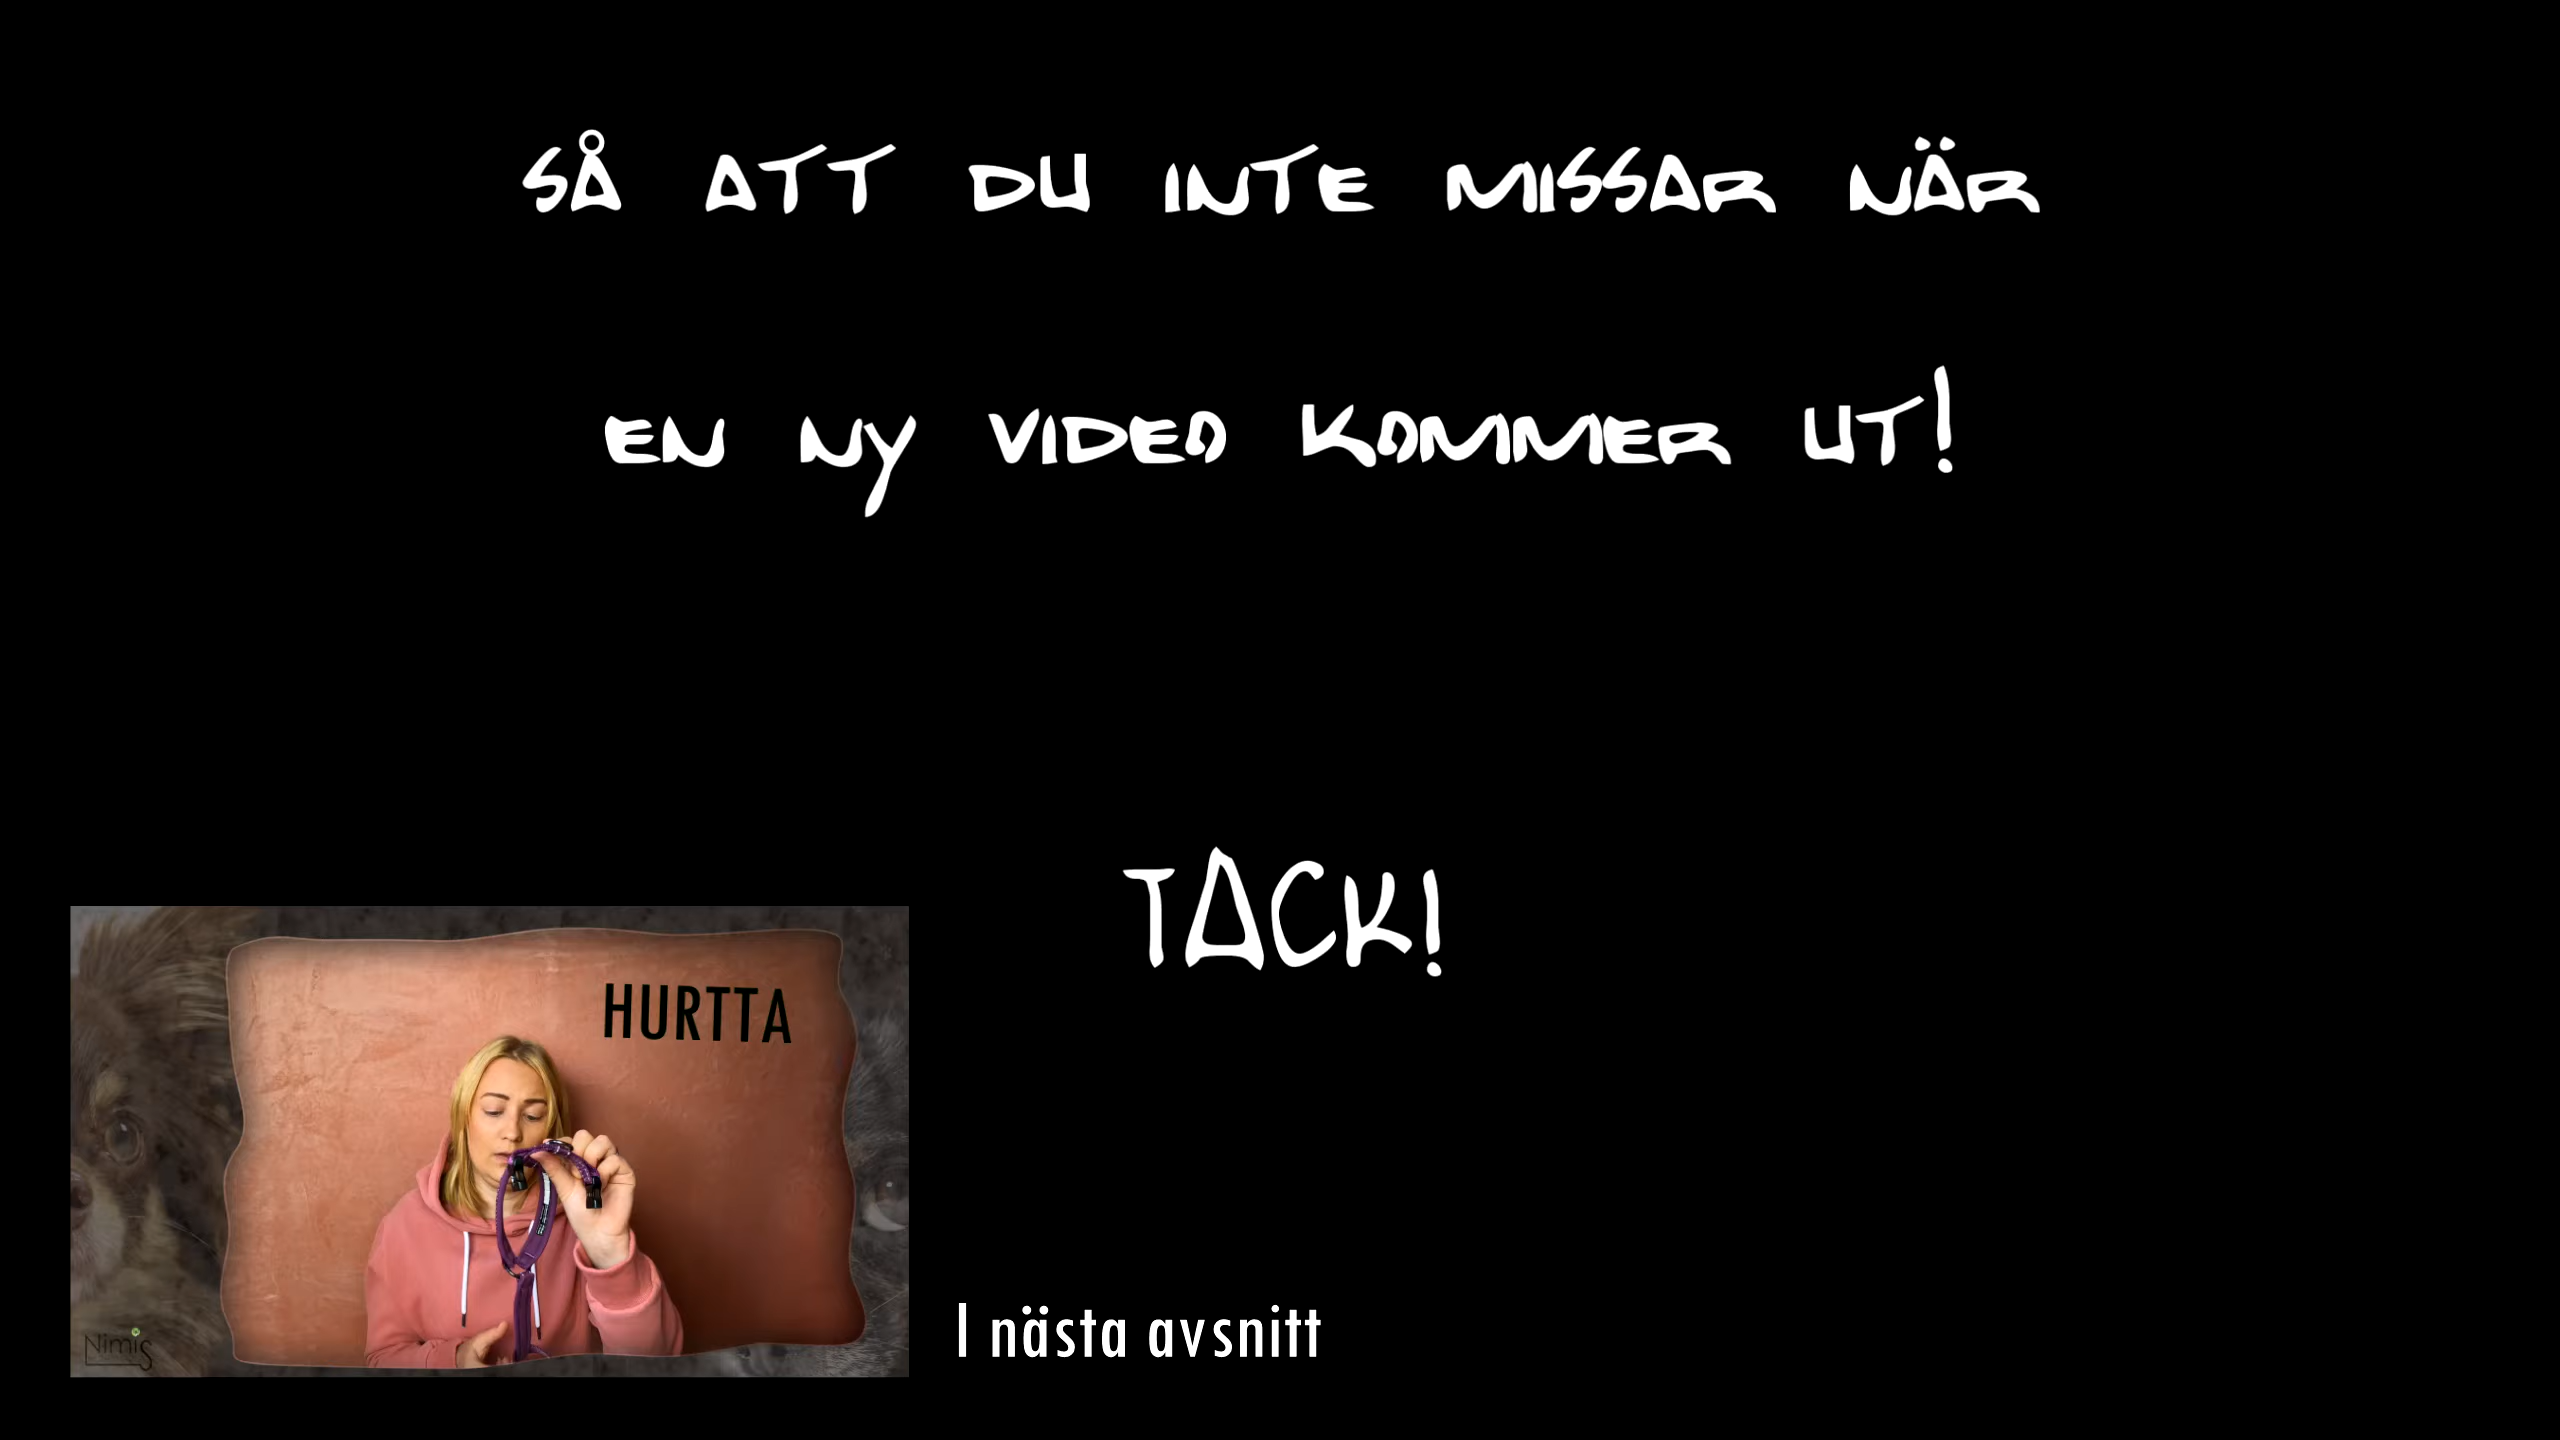 SÅ ATT DU INTE MISSAR NÄR
EN NY VIDEO KOMMER UT!
TACK!
HURTTA
Nimis
I nästa avsnitt